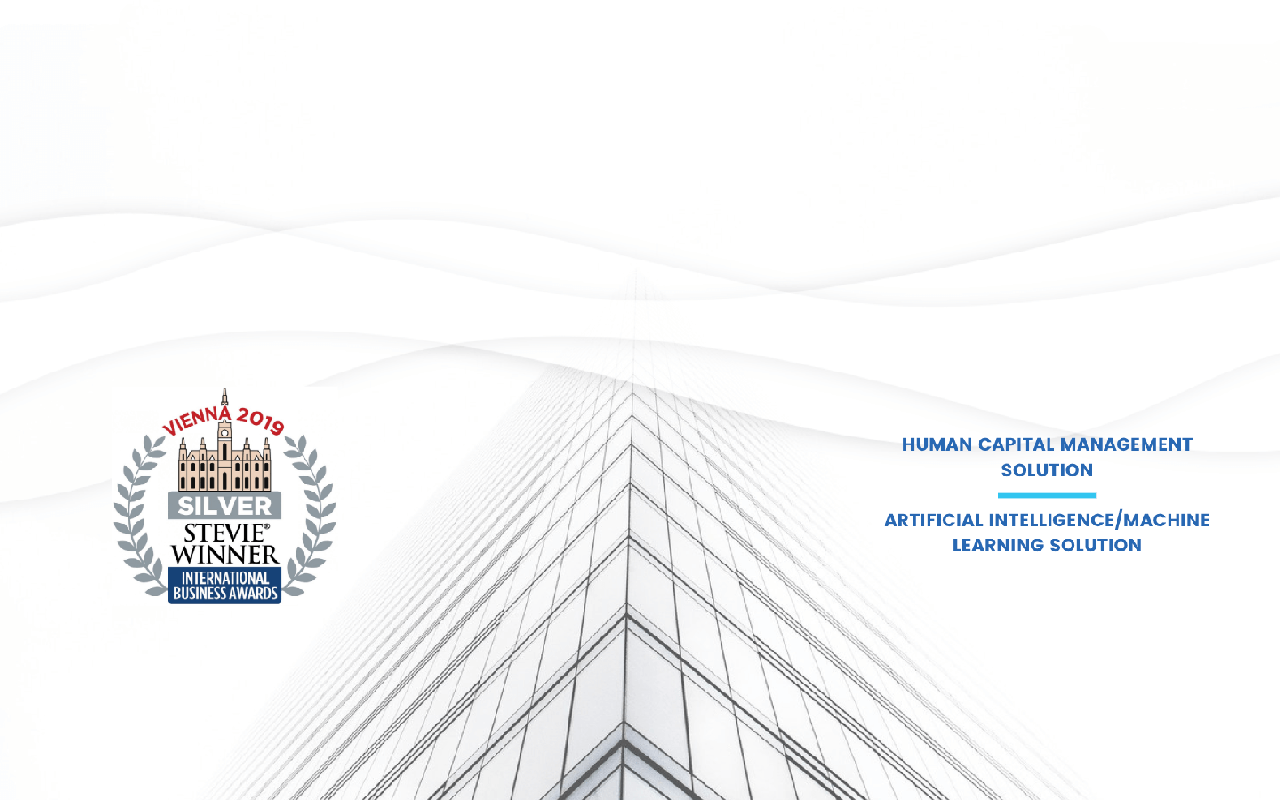 VIENNA 2019
SILVER
STEVIE®
WINNER
INTERNATIONAL
BUSINESS AWARDS
HUMAN CAPITAL MANAGEMENT
SOLUTION
ARTIFICIAL INTELLIGENCE/MACHINE
LEARNING SOLUTION